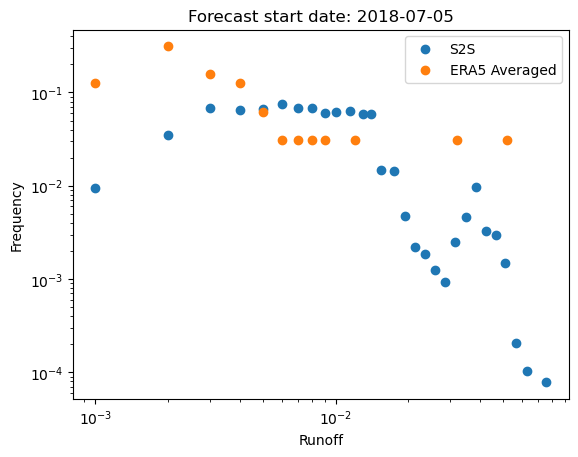 Forecast start date: 2018-07-05
S2S
ERA5 Averaged
Frequency
10⁻¹
10⁻²
10⁻³
10⁻⁴
10⁻³
10⁻²
Runoff